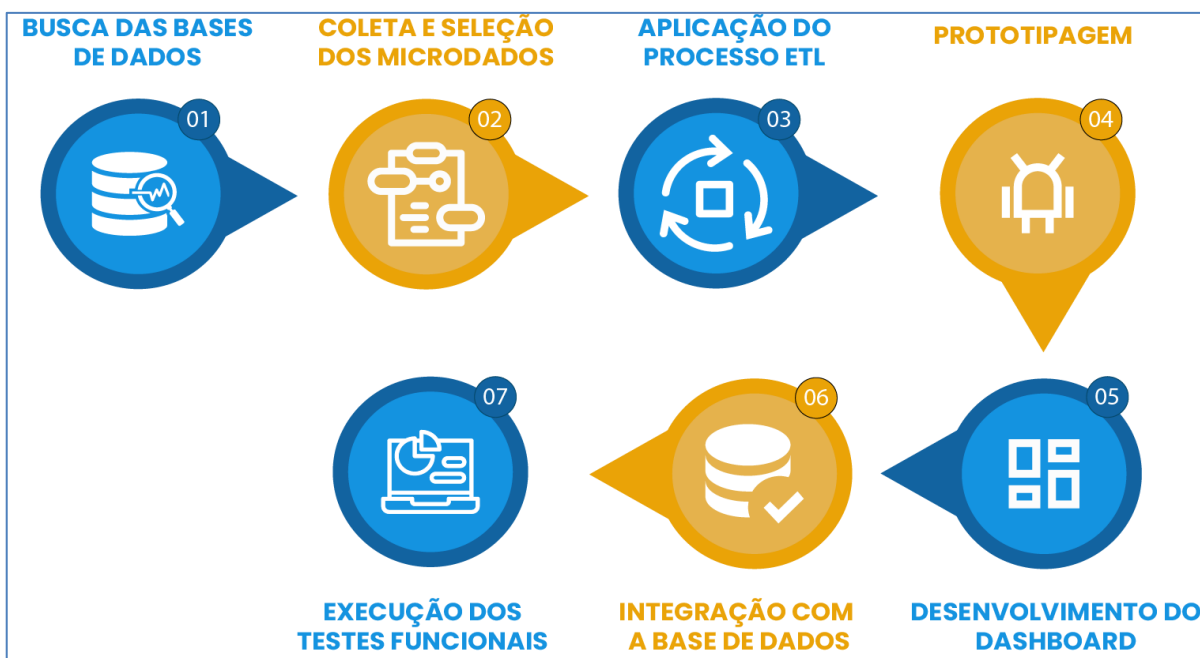 BUSCA DAS BASES
DE DADOS
COLETA E SELEÇÃO
DOS MICRODADOS
APLICAÇÃO DO
PROCESSO ETL
PROTOTIPAGEM
01
02
03
04
07
06
05
EXECUÇÃO DOS
TESTES FUNCIONAIS
INTEGRAÇÃO COM
A BASE DE DADOS
DESENVOLVIMENTO DO
DASHBOARD